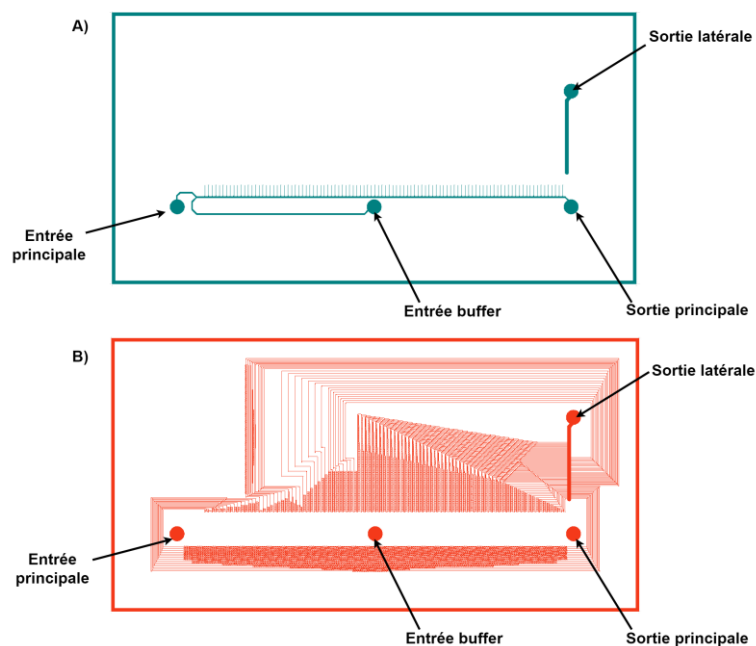 A)
Sortie latérale
Entrée
principale
Entrée buffer
Sortie principale
B)
Sortie latérale
Entrée
principale
Entrée buffer
Sortie principale